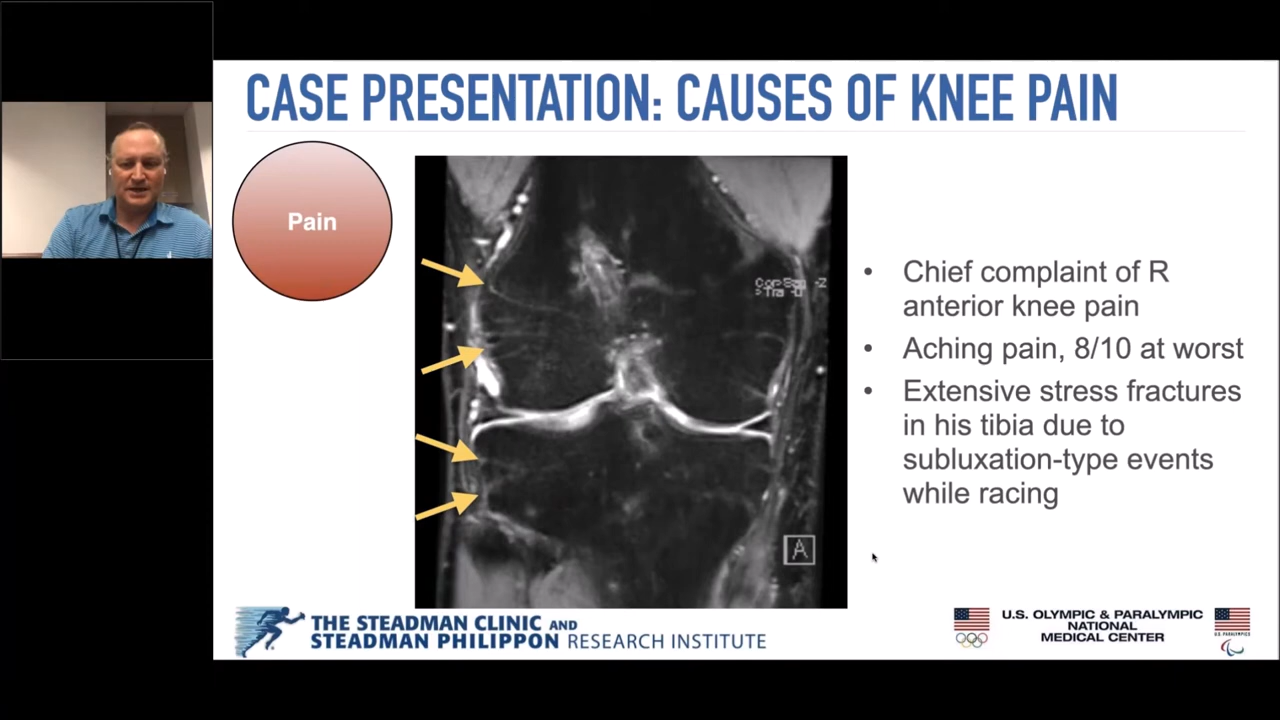 CASE PRESENTATION: CAUSES OF KNEE PAIN
Pain
• Chief complaint of R
anterior knee pain
• Aching pain, 8/10 at worst
• Extensive stress fractures
in his tibia due to
subluxation-type events
while racing
A
THE STEADMAN CLINIC AND
STEADMAN PHILIPPON RESEARCH INSTITUTE
U.S. OLYMPIC & PARALYMPIC
NATIONAL
MEDICAL CENTER
U.S. PARALYMPICS